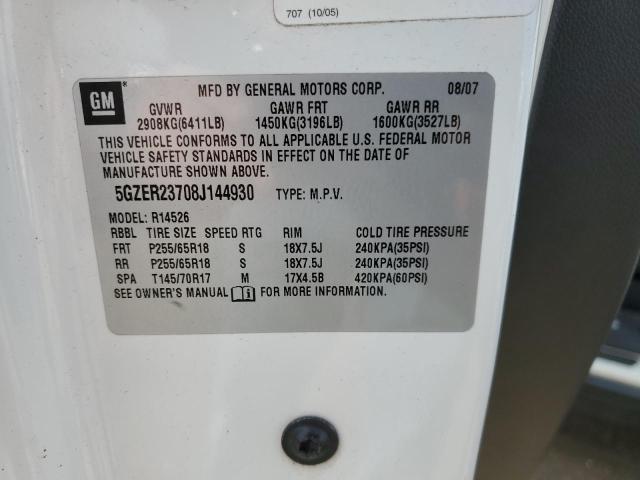 707 (10/05)
GM
MFD BY GENERAL MOTORS CORP. 08/07
GVWR GAWR FRT GAWR RR
2908KG(6411LB) 1450KG(3196LB) 1600KG(3527LB)
THIS VEHICLE CONFORMS TO ALL APPLICABLE U.S. FEDERAL MOTOR
VEHICLE SAFETY STANDARDS IN EFFECT ON THE DATE OF
MANUFACTURE SHOWN ABOVE.
5GZER23708J144930 TYPE: M.P.V.
MODEL: R14526
RBBL TIRE SIZE SPEED RTG RIM COLD TIRE PRESSURE
FRT P255/65R18 S 18X7.5J 240KPA(35PSI)
RR P255/65R18 S 18X7.5J 240KPA(35PSI)
SPA T145/70R17 M 17X4.5B 420KPA(60PSI)
SEE OWNER'S MANUAL i FOR MORE INFORMATION.